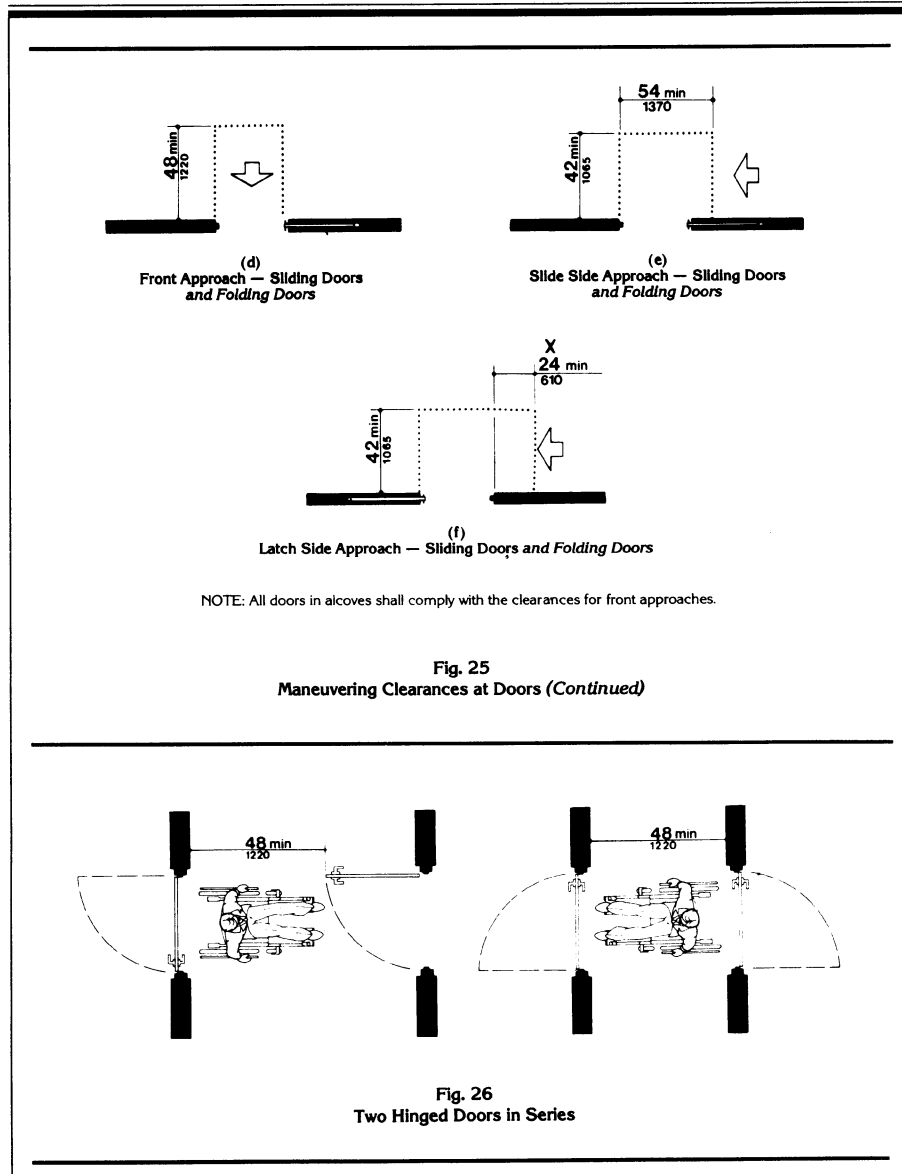 48 min
1220
(d)
Front Approach — Sliding Doors
and Folding Doors
54 min
1370
42 min
1065
(e)
Slide Side Approach — Sliding Doors
and Folding Doors
X
24 min
610
42 min
1065
(f)
Latch Side Approach — Sliding Doors and Folding Doors
NOTE: All doors in alcoves shall comply with the clearances for front approaches.
Fig. 25
Maneuvering Clearances at Doors (Continued)
48 min
1220
48 min
1220
Fig. 26
Two Hinged Doors in Series